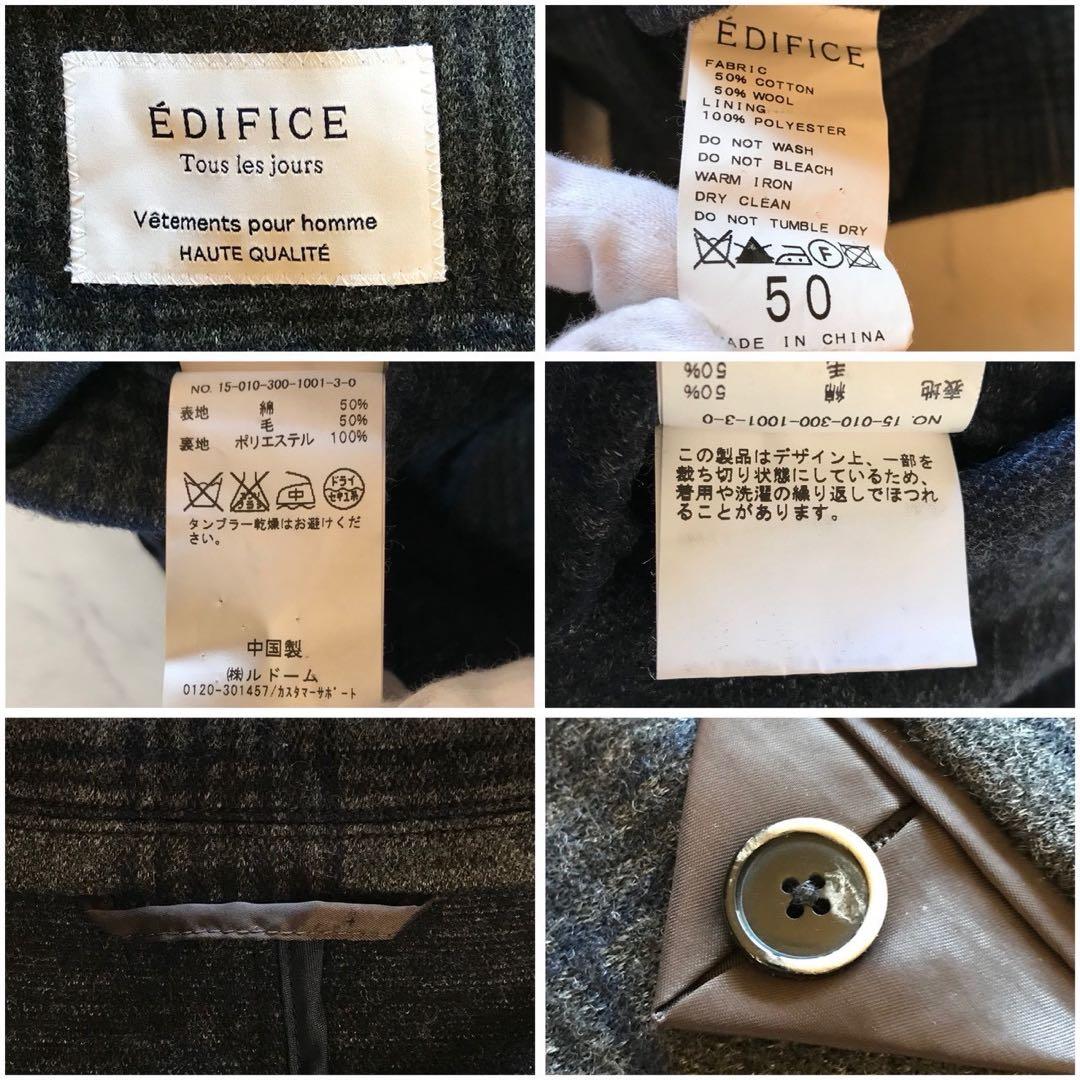 ÉDIFICE
Tous les jours
Vêtements pour homme
HAUTE QUALITÉ
ÉDIFICE
FABRIC
50% COTTON
50% WOOL
LINING
100% POLYESTER
DO NOT WASH
DO NOT BLEACH
WARM IRON
DRY CLEAN
DO NOT TUMBLE DRY
F
50
MADE IN CHINA
NO. 15-010-300-1001-3-0
表地 綿 50%
毛 50%
裏地 ポリエステル 100%
エンソサラシ 中 ドライ セキユ系
タンブラー乾燥はお避けくだ
さい。
中国製
㈱ルドーム
0120-301457/カスタマーサポート
NO. 15-010-300-1001-3-0
表地 綿 50%
毛 50%
この製品はデザイン上、一部を
裁ち切り状態にしているため、
着用や洗濯の繰り返しでほつれ
ることがあります。